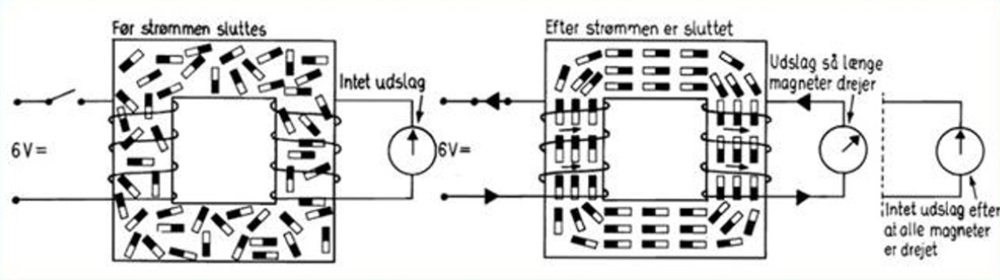 Før strømmen sluttes
Intet udslag
6V=
Efter strømmen er sluttet
Udslag så længe
magneter drejer
6V=
Intet udslag efter
at alle magneter
er drejet